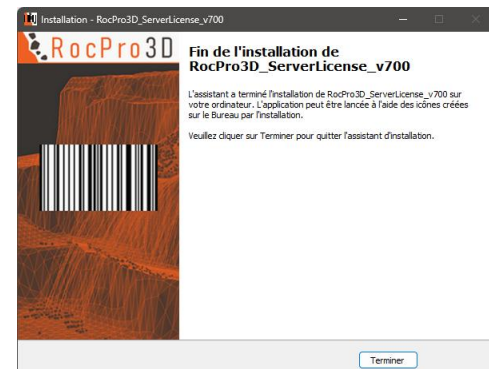 Installation - RocPro3D_ServerLicense_v700
RocPro3D
Fin de l'installation de
RocPro3D_ServerLicense_v700
L'assistant a terminé l'installation de RocPro3D_ServerLicense_v700 sur
votre ordinateur. L'application peut être lancée à l'aide des icônes créées
sur le Bureau par l'installation.
Veuillez cliquer sur Terminer pour quitter l'assistant d'installation.
Terminer